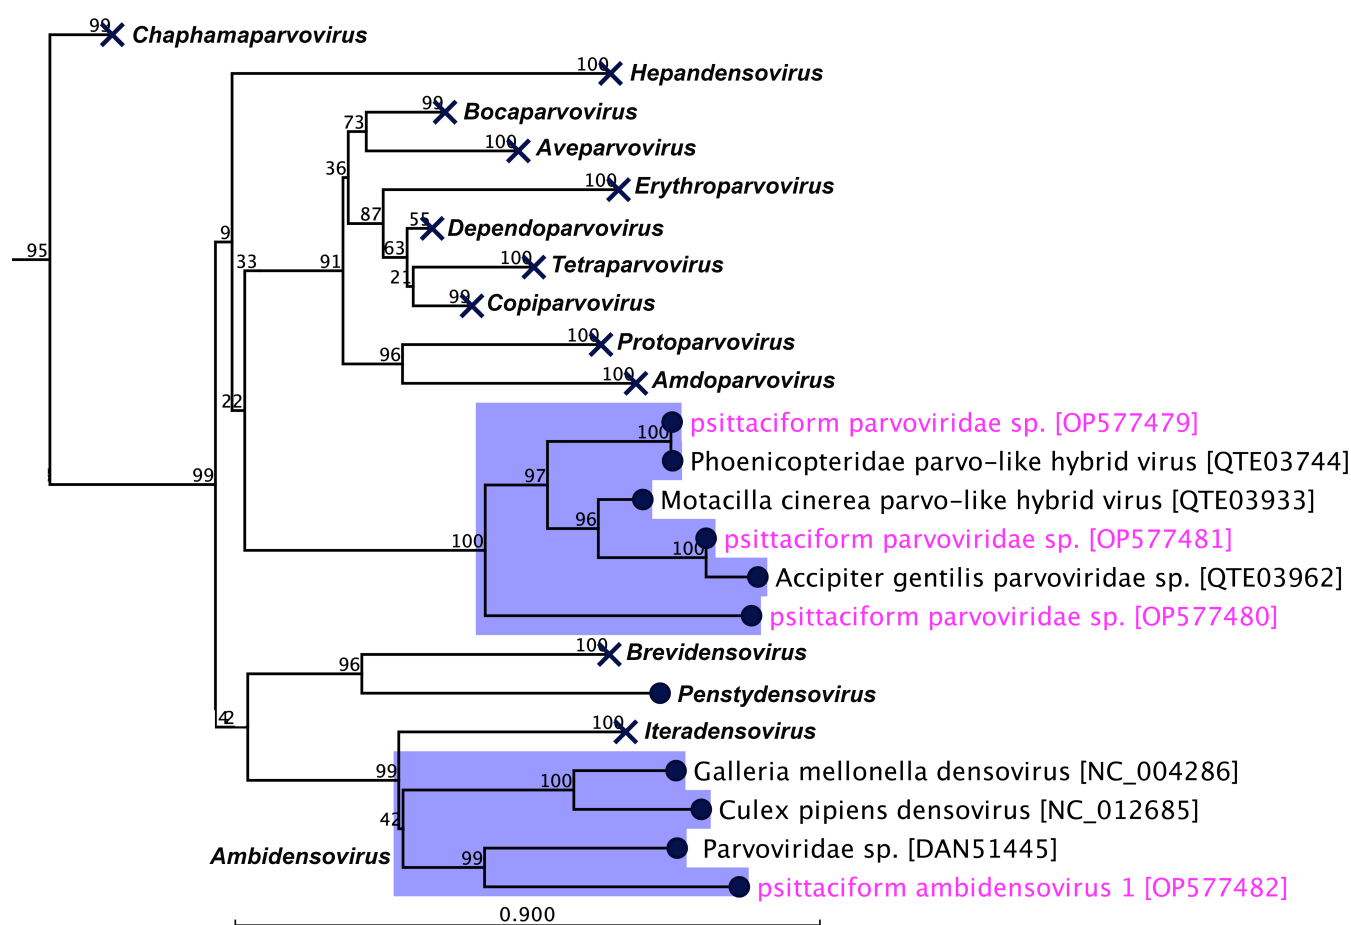 99 Chaphamaparvovirus
100 Hepandensovirus
99 Bocaparvovirus
73
100 Aveparvovirus
36
100 Erythroparvovirus
87
55 Dependoparvovirus
9
63
95
33
91
100 Tetraparvovirus
21
99 Copiparvovirus
100 Protoparvovirus
96
100 Amdoparvovirus
22
psittaciform parvoviridae sp. [OP577479]
100
Phoenicopteridae parvo-like hybrid virus [QTE03744]
99
97
Motacilla cinerea parvo-like hybrid virus [QTE03933]
96
psittaciform parvoviridae sp. [OP577481]
100
100
Accipiter gentilis parvoviridae sp. [QTE03962]
psittaciform parvoviridae sp. [OP577480]
100 Brevidensovirus
96
Penstydensovirus
42
100 Iteradensovirus
99
Galleria mellonella densovirus [NC_004286]
100
Culex pipiens densovirus [NC_012685]
42
Parvoviridae sp. [DAN51445]
Ambidensovirus
99
psittaciform ambidensovirus 1 [OP577482]
0.900